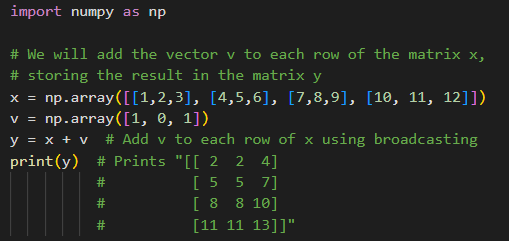 import numpy as np

# We will add the vector v to each row of the matrix x,
# storing the result in the matrix y
x = np.array([[1,2,3], [4,5,6], [7,8,9], [10, 11, 12]])
v = np.array([1, 0, 1])
y = x + v  # Add v to each row of x using broadcasting
print(y)  # Prints "[[ 2  2  4]
          #          [ 5  5  7]
          #          [ 8  8 10]
          #          [11 11 13]]"